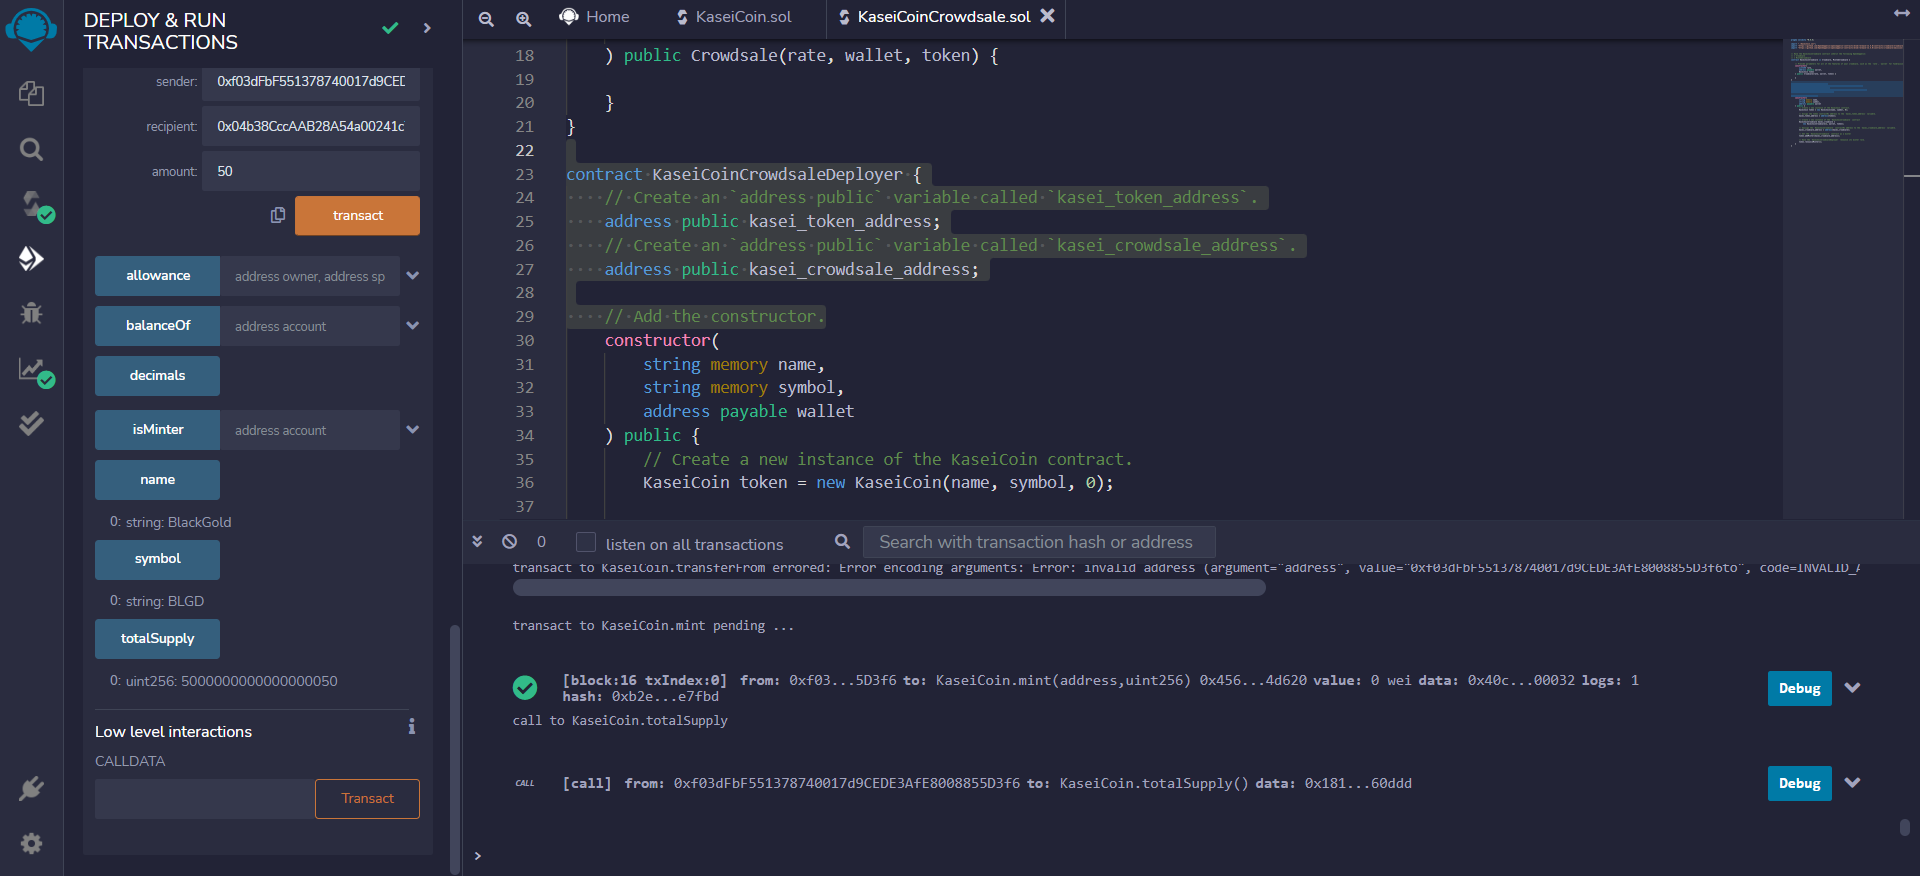 DEPLOY & RUN
TRANSACTIONS
sender: 0xf03dFbF551378740017d9CED
recipient: 0x04b38CccAAB28A54a00241c
amount: 50
transact
allowance address owner, address sp
balanceOf address account
decimals
isMinter address account
name
0: string: BlackGold
symbol
0: string: BLGD
totalSupply
0: uint256: 5000000000000000050
Low level interactions
CALLDATA
Transact
Home KaseiCoin.sol KaseiCoinCrowdsale.sol
18 ) public Crowdsale(rate, wallet, token) {
19
20 }
21 }
22
23 contract KaseiCoinCrowdsaleDeployer {
24 // Create an `address public` variable called `kasei_token_address`.
25 address public kasei_token_address;
26 // Create an `address public` variable called `kasei_crowdsale_address`.
27 address public kasei_crowdsale_address;
28
29 // Add the constructor.
30 constructor(
31 string memory name,
32 string memory symbol,
33 address payable wallet
34 ) public {
35 // Create a new instance of the KaseiCoin contract.
36 KaseiCoin token = new KaseiCoin(name, symbol, 0);
37
0 listen on all transactions Search with transaction hash or address
transact to KaseiCoin.transferFrom errored: Error encoding arguments: Error: invalid address (argument="address", value="0xf03dFbF551378740017d9CEDE3AfE8008855D3f6to", code=INVALID_A
transact to KaseiCoin.mint pending ...
[block:16 txIndex:0] from: 0xf03...5D3f6 to: KaseiCoin.mint(address,uint256) 0x456...4d620 value: 0 wei data: 0x40c...00032 logs: 1
hash: 0xb2e...e7fbd
Debug
call to KaseiCoin.totalSupply
CALL [call] from: 0xf03dFbF551378740017d9CEDE3AfE8008855D3f6 to: KaseiCoin.totalSupply() data: 0x181...60ddd
Debug
>